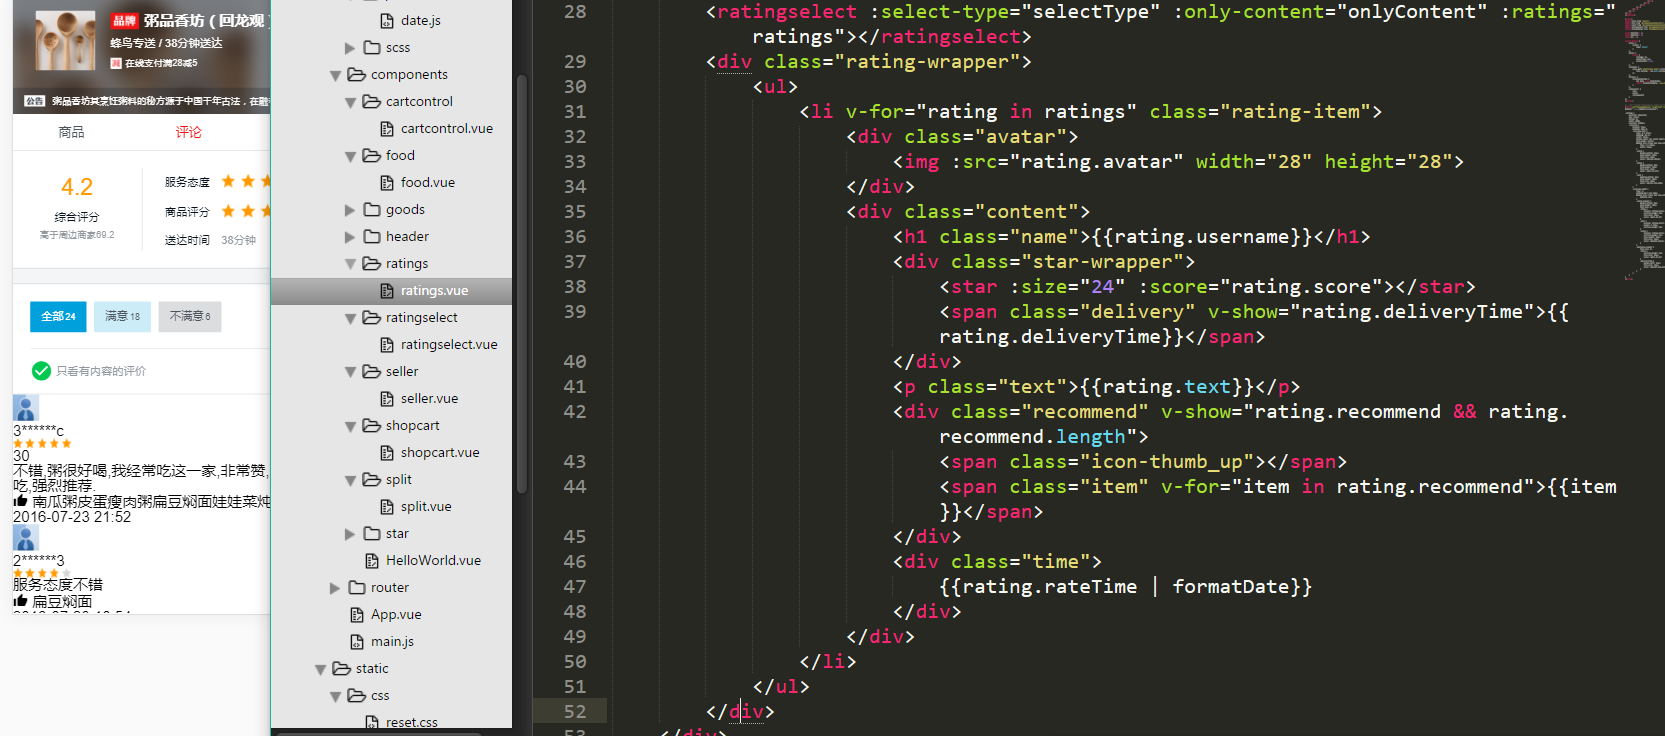 品牌 粥品香坊（回龙观）
蜂鸟专送 / 38分钟送达
减 在线支付满28减5
公告 粥品香坊其烹饪粥料的秘方源于中国千年古法，在融
商品 评论
4.2
综合评分
高于周边商家69.2
服务态度
商品评分
送达时间 38分钟
全部24 满意18 不满意6
只看有内容的评价
3******c
30
不错,粥很好喝,我经常吃这一家,非常赞,
吃,强烈推荐.
南瓜粥皮蛋瘦肉粥扁豆焖面娃娃菜炖
2016-07-23 21:52
2******3
服务态度不错
扁豆焖面
date.js
scss
components
cartcontrol
cartcontrol.vue
food
food.vue
goods
header
ratings
ratings.vue
ratingselect
ratingselect.vue
seller
seller.vue
shopcart
shopcart.vue
split
split.vue
star
HelloWorld.vue
router
App.vue
main.js
static
css
reset.css
28 <ratingselect :select-type="selectType" :only-content="onlyContent" :ratings="
ratings"></ratingselect>
29 <div class="rating-wrapper">
30 <ul>
31 <li v-for="rating in ratings" class="rating-item">
32 <div class="avatar">
33 <img :src="rating.avatar" width="28" height="28">
34 </div>
35 <div class="content">
36 <h1 class="name">{{rating.username}}</h1>
37 <div class="star-wrapper">
38 <star :size="24" :score="rating.score"></star>
39 <span class="delivery" v-show="rating.deliveryTime">{{
rating.deliveryTime}}</span>
40 </div>
41 <p class="text">{{rating.text}}</p>
42 <div class="recommend" v-show="rating.recommend && rating.
recommend.length">
43 <span class="icon-thumb_up"></span>
44 <span class="item" v-for="item in rating.recommend">{{item
}}</span>
45 </div>
46 <div class="time">
47 {{rating.rateTime | formatDate}}
48 </div>
49 </div>
50 </li>
51 </ul>
52 </div>
53 </div>